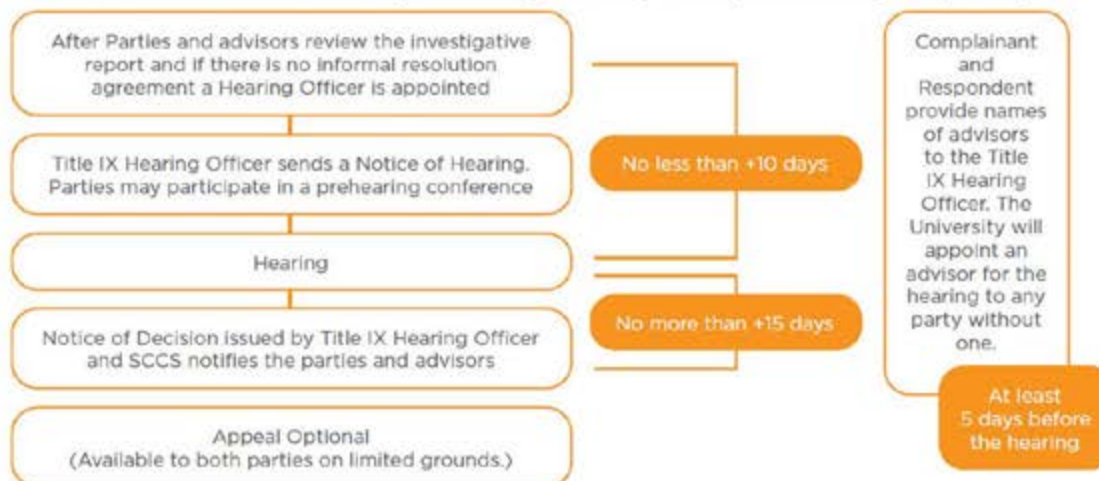 After Parties and advisors review the investigative
report and if there is no informal resolution
agreement a Hearing Officer is appointed
Title IX Hearing Officer sends a Notice of Hearing.
Parties may participate in a prehearing conference
No less than +10 days
Hearing
No more than +15 days
Notice of Decision issued by Title IX Hearing Officer
and SCCS notifies the parties and advisors
Appeal Optional
(Available to both parties on limited grounds.)
Complainant
and
Respondent
provide names
of advisors
to the Title
IX Hearing
Officer. The
University will
appoint an
advisor for the
hearing to any
party without
one.
At least
5 days before
the hearing